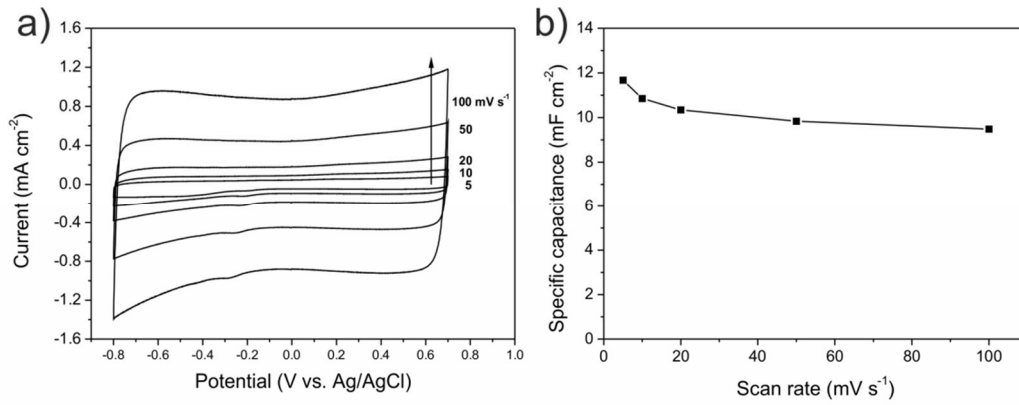 a)
1.6
1.2
0.8
0.4
0.0
-0.4
-0.8
-1.2
-1.6
Current (mA cm⁻²)
100 mV s⁻¹
50
20
10
5
-0.8 -0.6 -0.4 -0.2 0.0 0.2 0.4 0.6 0.8 1.0
Potential (V vs. Ag/AgCl)
b)
14
12
10
8
6
4
2
0
Specific capacitance (mF cm⁻²)
0 20 40 60 80 100
Scan rate (mV s⁻¹)